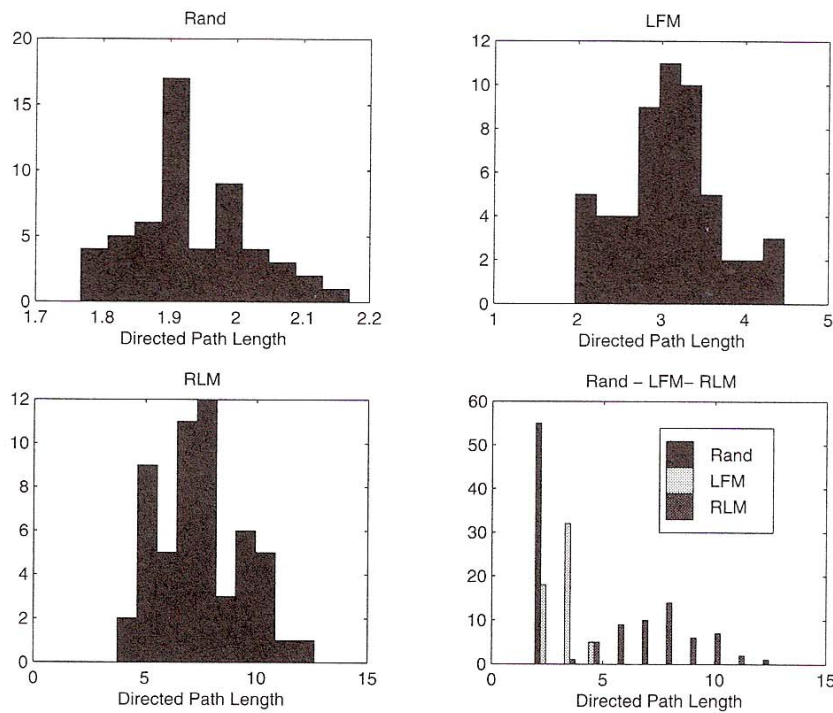 Rand
20
15
10
5
0
1.7 1.8 1.9 2 2.1 2.2
Directed Path Length
LFM
12
10
8
6
4
2
0
1 2 3 4 5
Directed Path Length
RLM
12
10
8
6
4
2
0
0 5 10 15
Directed Path Length
Rand – LFM– RLM
60
50
40
30
20
10
0
Rand
LFM
RLM
0 5 10 15
Directed Path Length